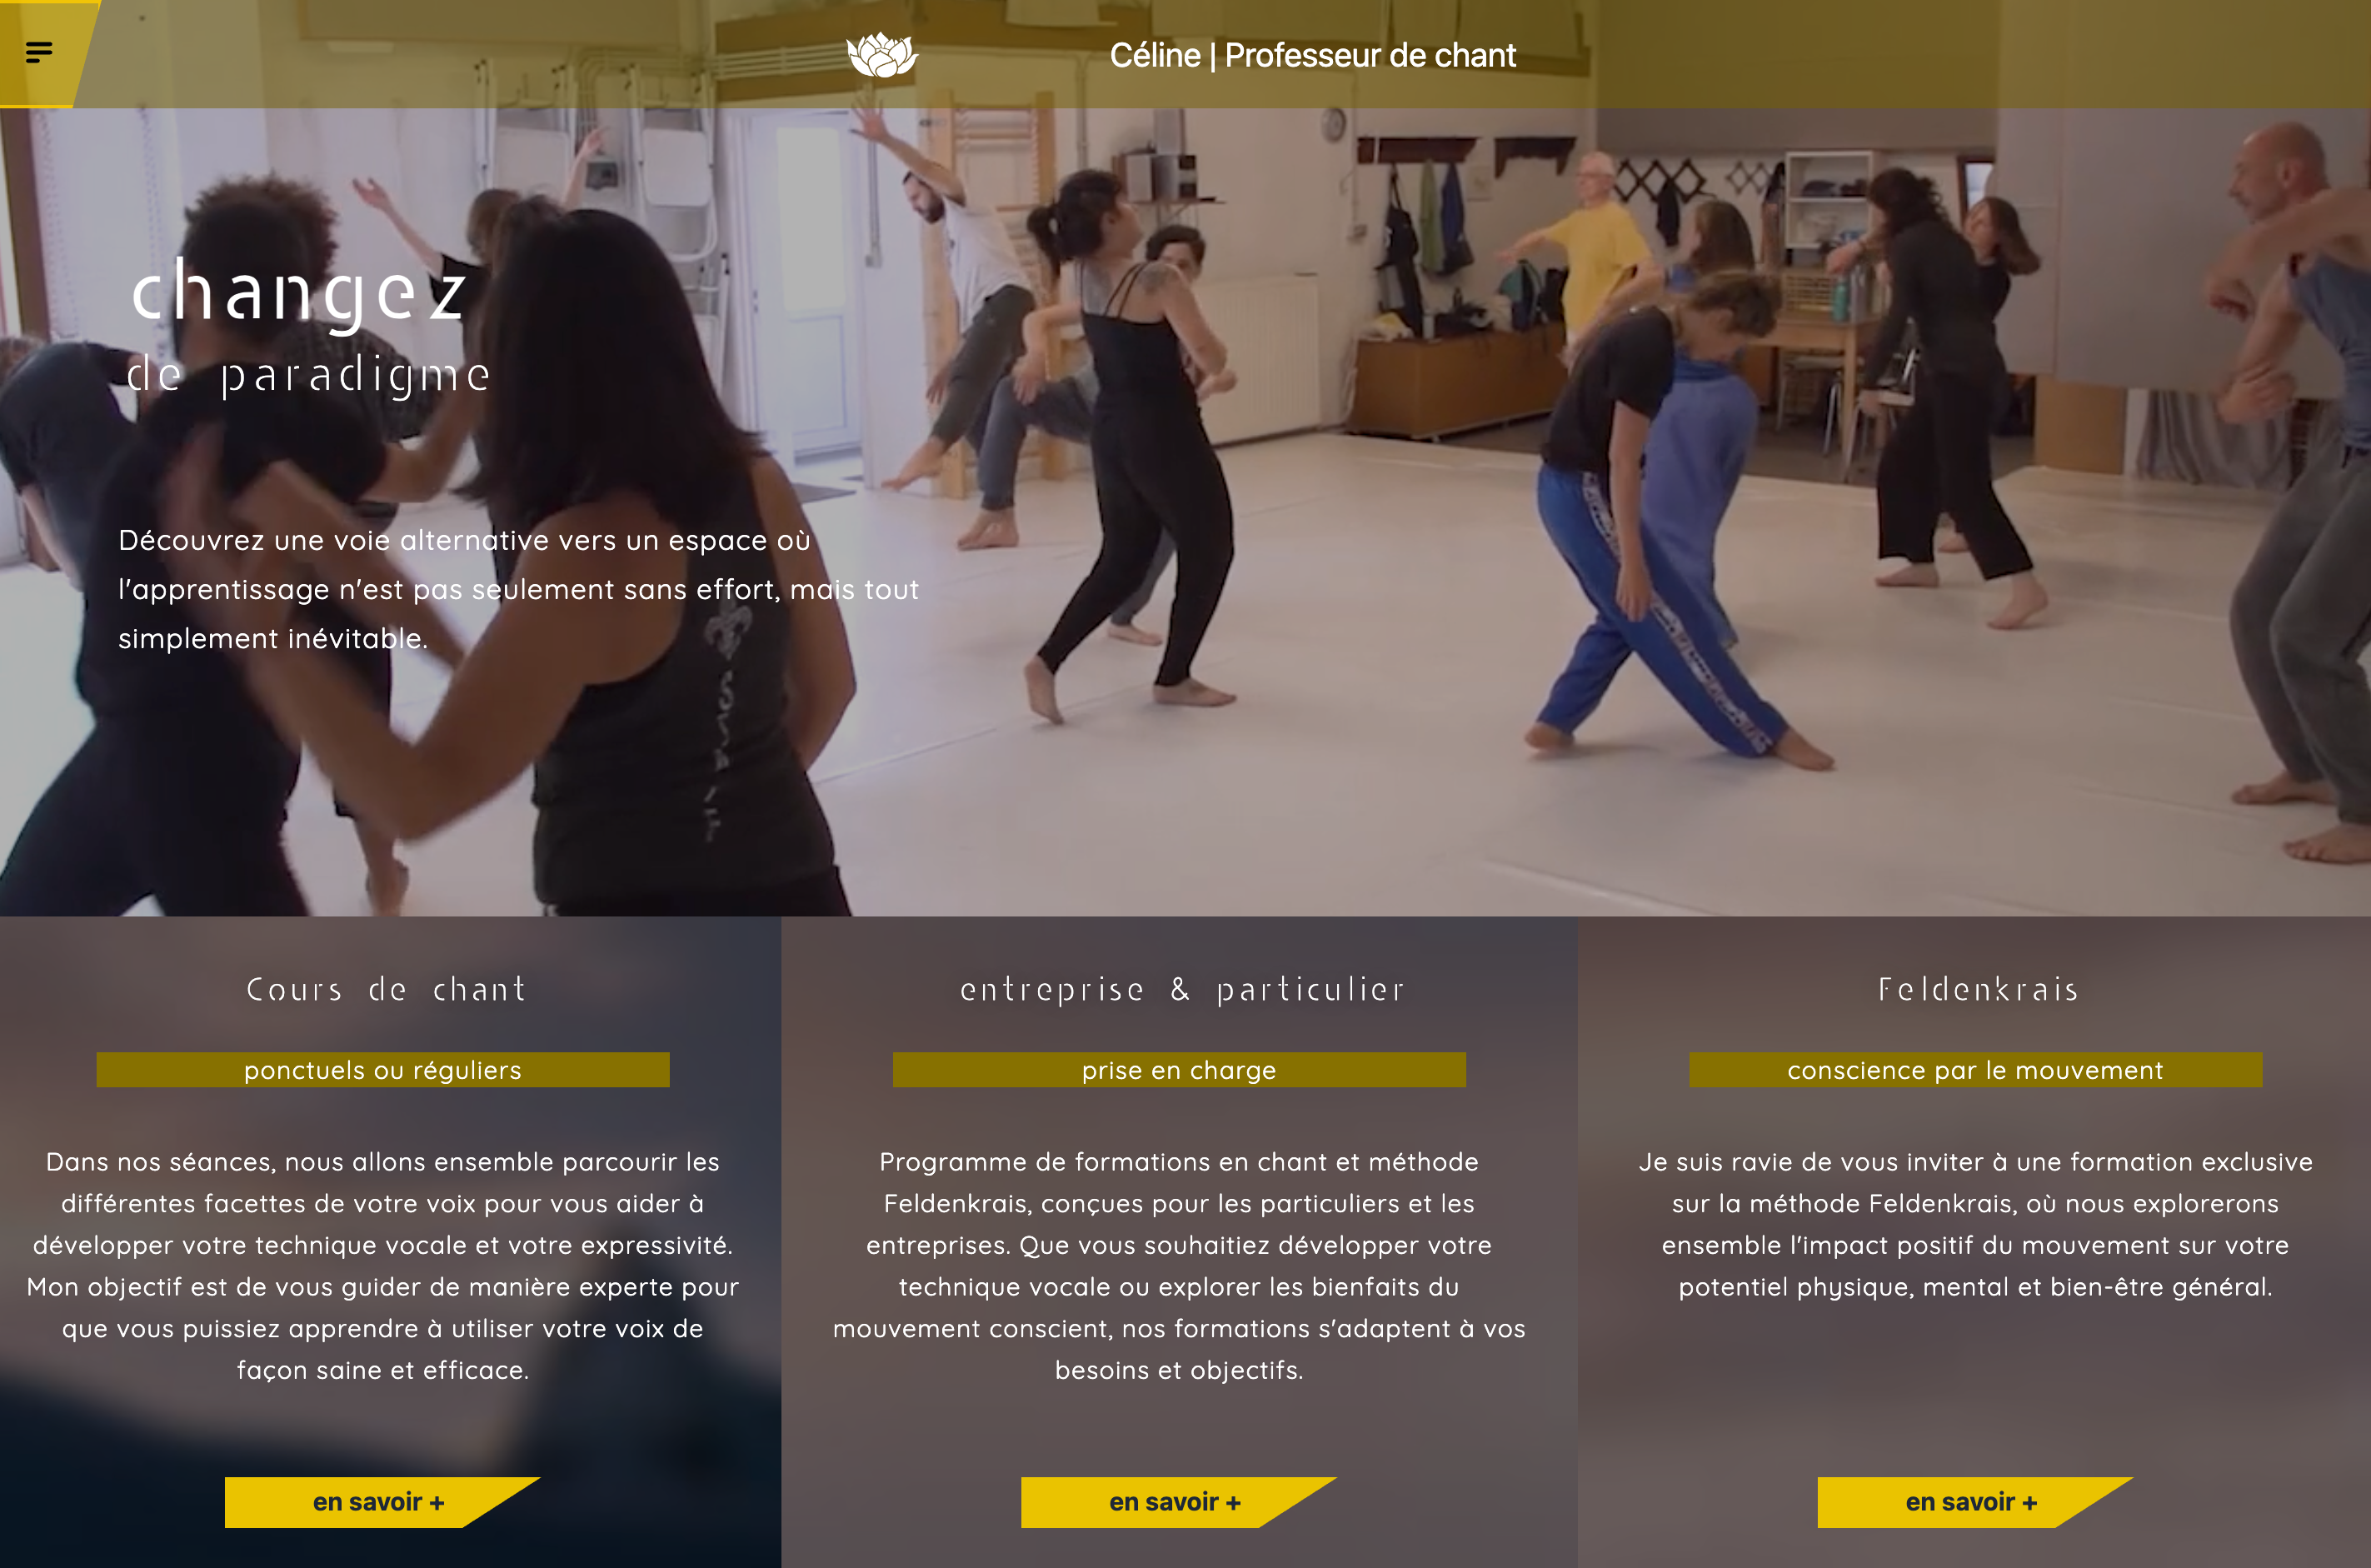 Céline | Professeur de chant
changez
de paradigme
Découvrez une voie alternative vers un espace où
l'apprentissage n'est pas seulement sans effort, mais tout
simplement inévitable.
Cours de chant
ponctuels ou réguliers
Dans nos séances, nous allons ensemble parcourir les
différentes facettes de votre voix pour vous aider à
développer votre technique vocale et votre expressivité.
Mon objectif est de vous guider de manière experte pour
que vous puissiez apprendre à utiliser votre voix de
façon saine et efficace.
en savoir +
entreprise & particulier
prise en charge
Programme de formations en chant et méthode
Feldenkrais, conçues pour les particuliers et les
entreprises. Que vous souhaitiez développer votre
technique vocale ou explorer les bienfaits du
mouvement conscient, nos formations s'adaptent à vos
besoins et objectifs.
en savoir +
Feldenkrais
conscience par le mouvement
Je suis ravie de vous inviter à une formation exclusive
sur la méthode Feldenkrais, où nous explorerons
ensemble l'impact positif du mouvement sur votre
potentiel physique, mental et bien-être général.
en savoir +